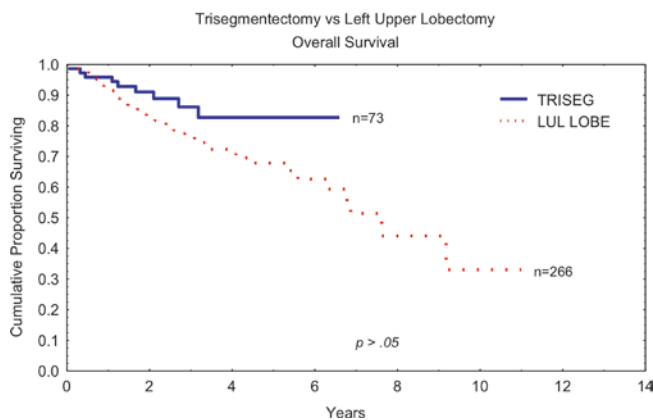 Trisegmentectomy vs Left Upper Lobectomy
Overall Survival
Cumulative Proportion Surviving
1.0
0.9
0.8
0.7
0.6
0.5
0.4
0.3
0.2
0.1
0.0
TRISEG
LUL LOBE
n=73
n=266
p > .05
0 2 4 6 8 10 12 14
Years